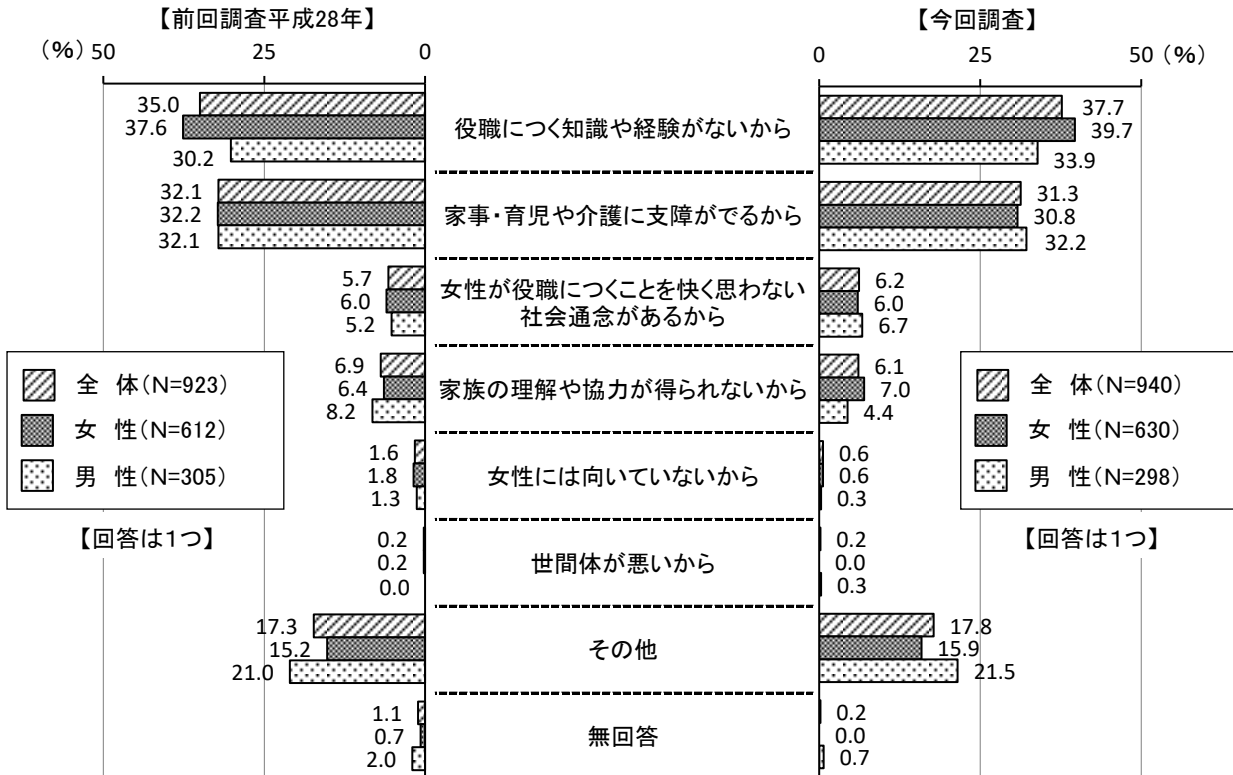 【前回調査平成28年】
【今回調査】
(%) 50 25 0
0 25 50 (%)
35.0
37.6
30.2
役職につく知識や経験がないから
37.7
39.7
33.9
32.1
32.2
32.1
家事・育児や介護に支障がでるから
31.3
30.8
32.2
5.7
6.0
5.2
女性が役職につくことを快く思わない
社会通念があるから
6.2
6.0
6.7
6.9
6.4
8.2
家族の理解や協力が得られないから
6.1
7.0
4.4
1.6
1.8
1.3
女性には向いていないから
0.6
0.6
0.3
0.2
0.2
0.0
世間体が悪いから
0.2
0.0
0.3
17.3
15.2
21.0
その他
17.8
15.9
21.5
1.1
0.7
2.0
無回答
0.2
0.0
0.7
全 体(N=923)
女 性(N=612)
男 性(N=305)
【回答は1つ】
全 体(N=940)
女 性(N=630)
男 性(N=298)
【回答は1つ】